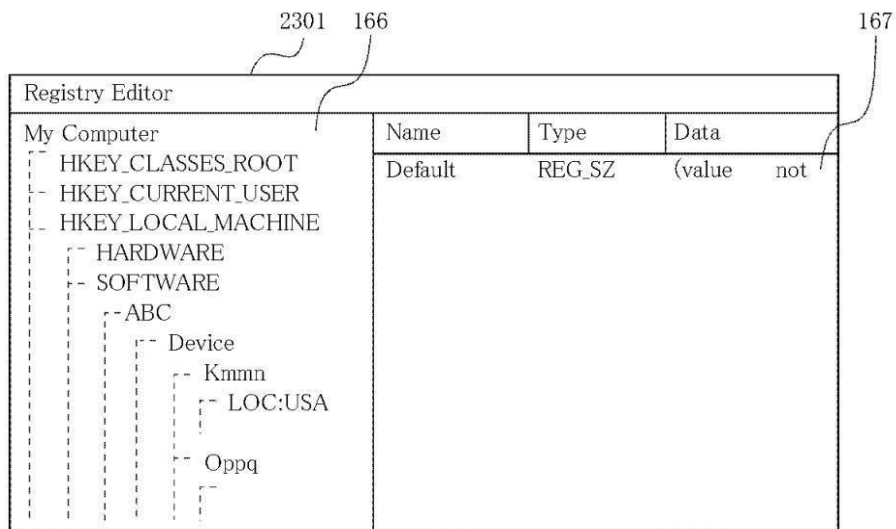 2301 166 167
Registry Editor
My Computer
HKEY_CLASSES_ROOT
HKEY_CURRENT_USER
HKEY_LOCAL_MACHINE
HARDWARE
SOFTWARE
ABC
Device
Kmmn
LOC:USA
Oppq
Name Type Data
Default REG_SZ (value not